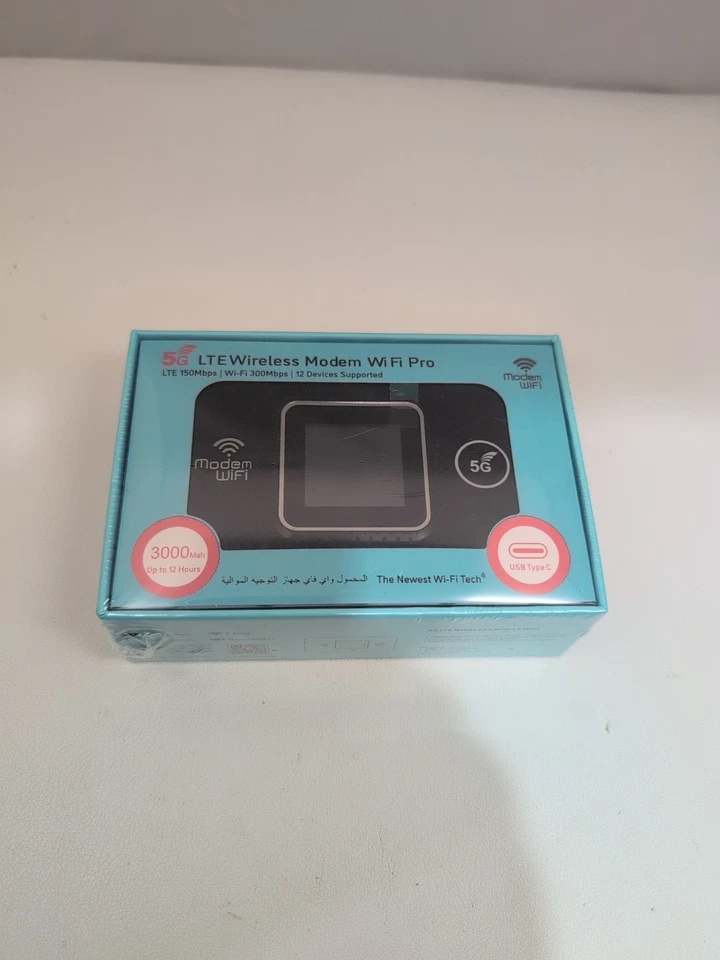 5G LTE Wireless Modem WiFi Pro
LTE 150Mbps | Wi-Fi 300Mbps | 12 Devices Supported
Modem
WiFi
Modem
WiFi
5G
3000Mah
Up to 12 Hours
USB Type C
المحمول واي فاي جهاز التوجيه السوالية The Newest Wi-Fi Tech®